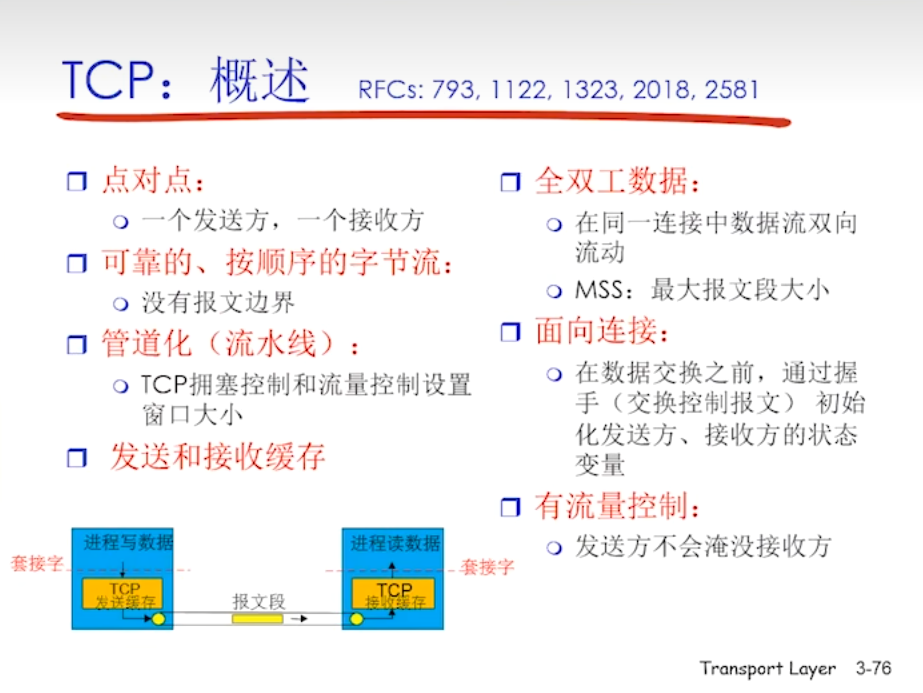 TCP：概述 RFCs: 793, 1122, 1323, 2018, 2581
点对点：
一个发送方，一个接收方
可靠的、按顺序的字节流：
没有报文边界
管道化（流水线）：
TCP拥塞控制和流量控制设置
窗口大小
发送和接收缓存
全双工数据：
在同一连接中数据流双向
流动
MSS：最大报文段大小
面向连接：
在数据交换之前，通过握
手（交换控制报文） 初始
化发送方、接收方的状态
变量
有流量控制：
发送方不会淹没接收方
进程写数据
套接字
TCP
发送缓存
报文段
进程读数据
套接字
TCP
接收缓存
Transport Layer 3-76